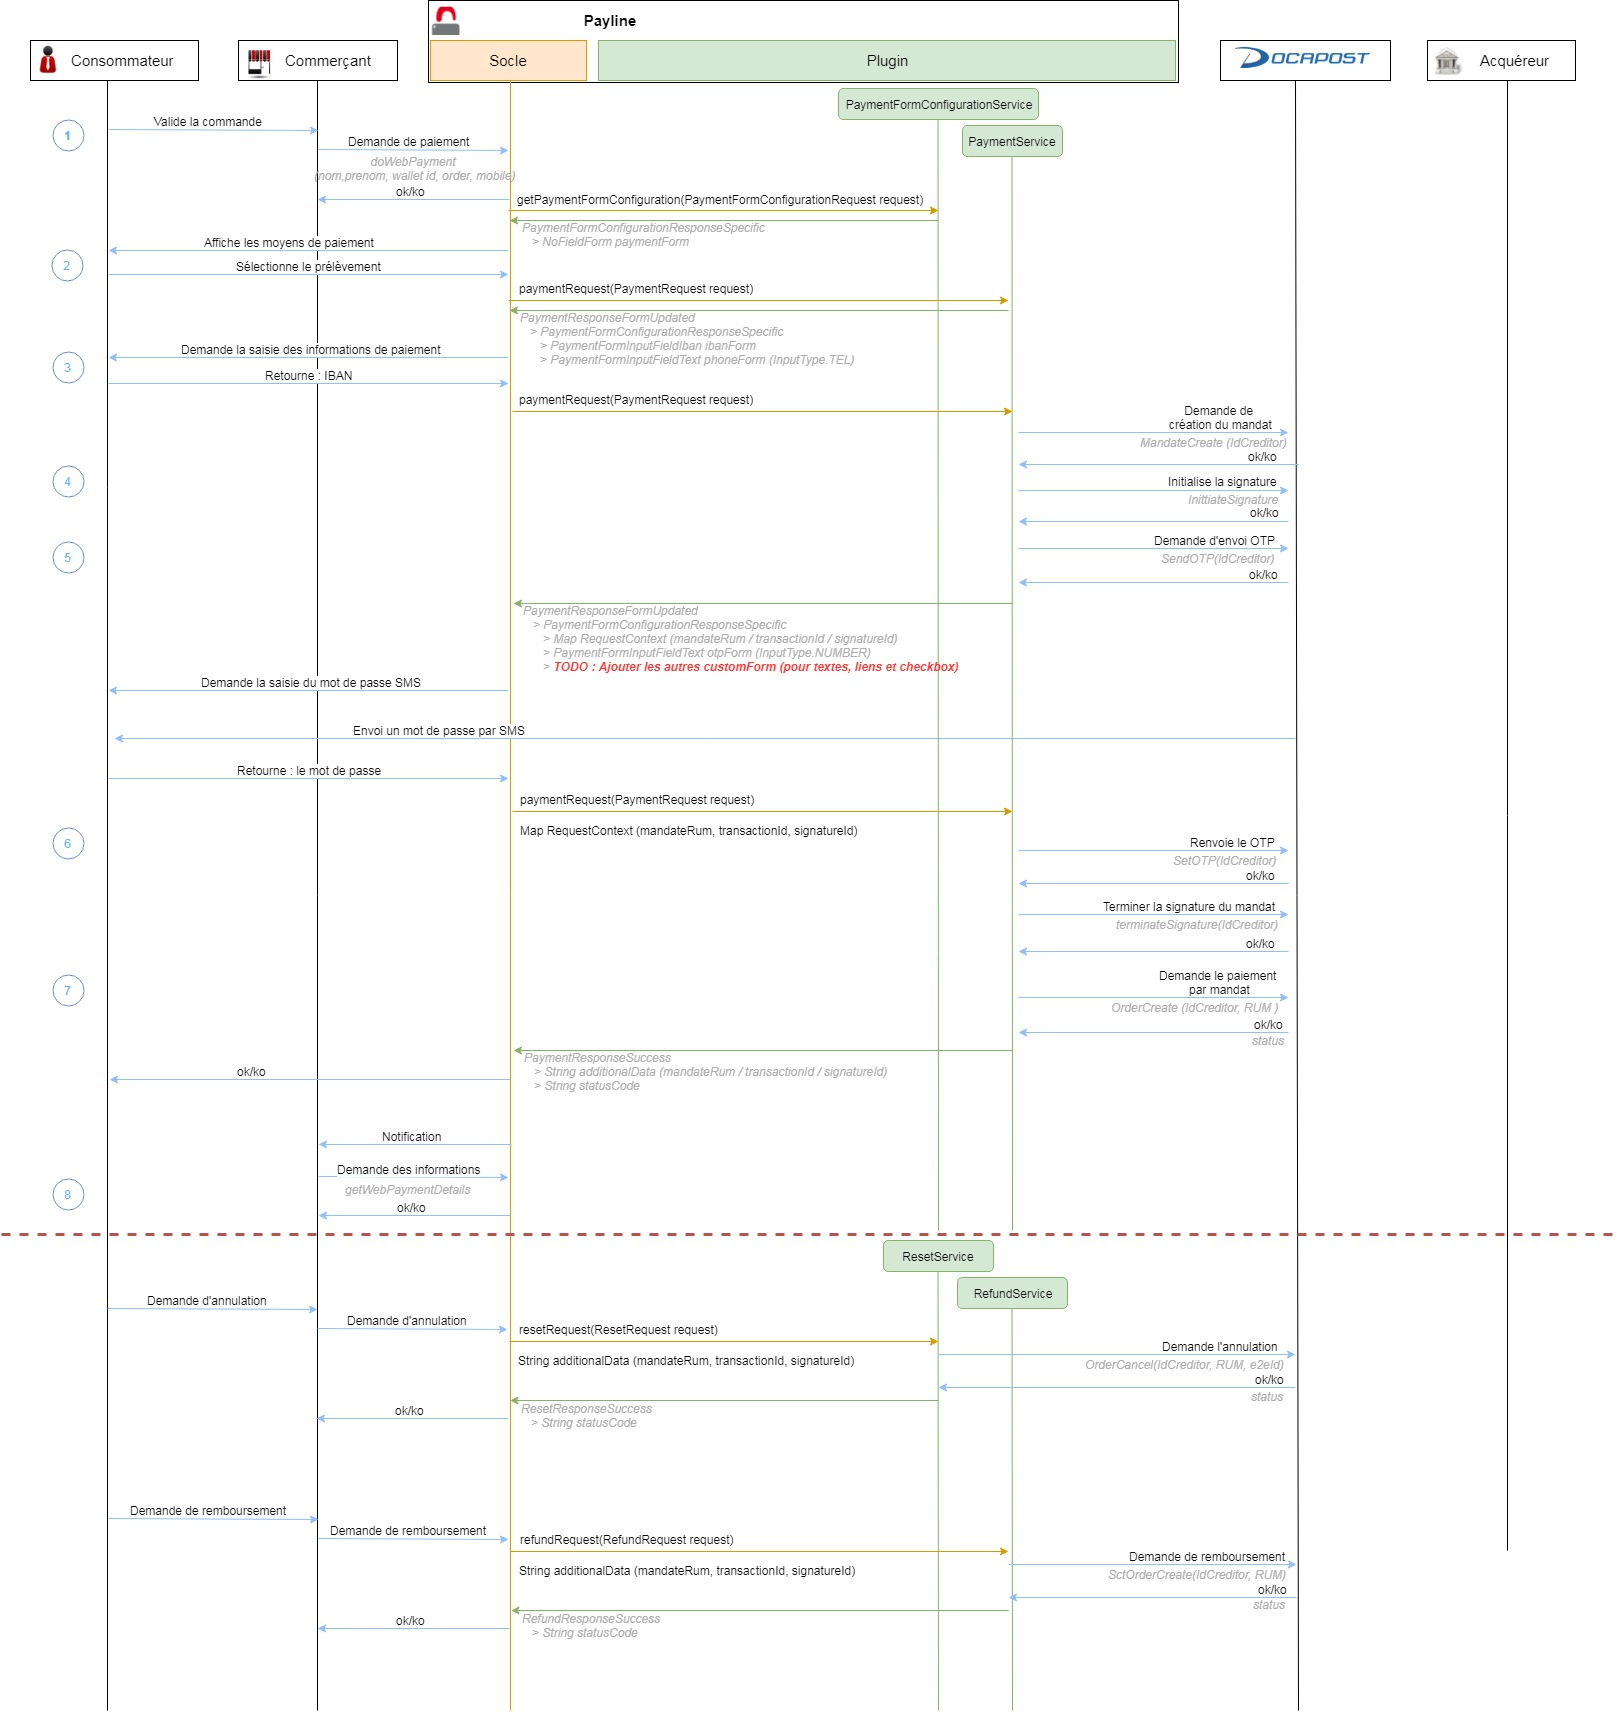 Payline
Consommateur
Commerçant
Socle
Plugin
DOCAPOST
Acquéreur
PaymentFormConfigurationService
PaymentService
1
Valide la commande
Demande de paiement
doWebPayment
(nom,prenom, wallet id, order, mobile)
ok/ko
getPaymentFormConfiguration(PaymentFormConfigurationRequest request)
PaymentFormConfigurationResponseSpecific
> NoFieldForm paymentForm
Affiche les moyens de paiement
2
Sélectionne le prélèvement
paymentRequest(PaymentRequest request)
PaymentResponseFormUpdated
> PaymentFormConfigurationResponseSpecific
> PaymentFormInputFieldIban ibanForm
> PaymentFormInputFieldText phoneForm (InputType.TEL)
Demande la saisie des informations de paiement
3
Retourne : IBAN
paymentRequest(PaymentRequest request)
Demande de
création du mandat
MandateCreate (IdCreditor)
ok/ko
4
Initialise la signature
InittiateSignature
ok/ko
5
Demande d'envoi OTP
SendOTP(IdCreditor)
ok/ko
PaymentResponseFormUpdated
> PaymentFormConfigurationResponseSpecific
> Map RequestContext (mandateRum / transactionId / signatureId)
> PaymentFormInputFieldText otpForm (InputType.NUMBER)
> TODO : Ajouter les autres customForm (pour textes, liens et checkbox)
Demande la saisie du mot de passe SMS
Envoi un mot de passe par SMS
Retourne : le mot de passe
paymentRequest(PaymentRequest request)
Map RequestContext (mandateRum, transactionId, signatureId)
6
Renvoie le OTP
SetOTP(IdCreditor)
ok/ko
Terminer la signature du mandat
terminateSignature(IdCreditor)
ok/ko
7
Demande le paiement
par mandat
OrderCreate (IdCreditor, RUM )
ok/ko
status
PaymentResponseSuccess
> String additionalData (mandateRum / transactionId / signatureId)
> String statusCode
ok/ko
Notification
Demande des informations
getWebPaymentDetails
8
ok/ko
ResetService
RefundService
Demande d'annulation
Demande d'annulation
resetRequest(ResetRequest request)
String additionalData (mandateRum, transactionId, signatureId)
Demande l'annulation
OrderCancel(IdCreditor, RUM, e2eId)
ok/ko
status
ResetResponseSuccess
> String statusCode
ok/ko
Demande de remboursement
Demande de remboursement
refundRequest(RefundRequest request)
String additionalData (mandateRum, transactionId, signatureId)
Demande de remboursement
SctOrderCreate(IdCreditor, RUM)
ok/ko
status
RefundResponseSuccess
> String statusCode
ok/ko